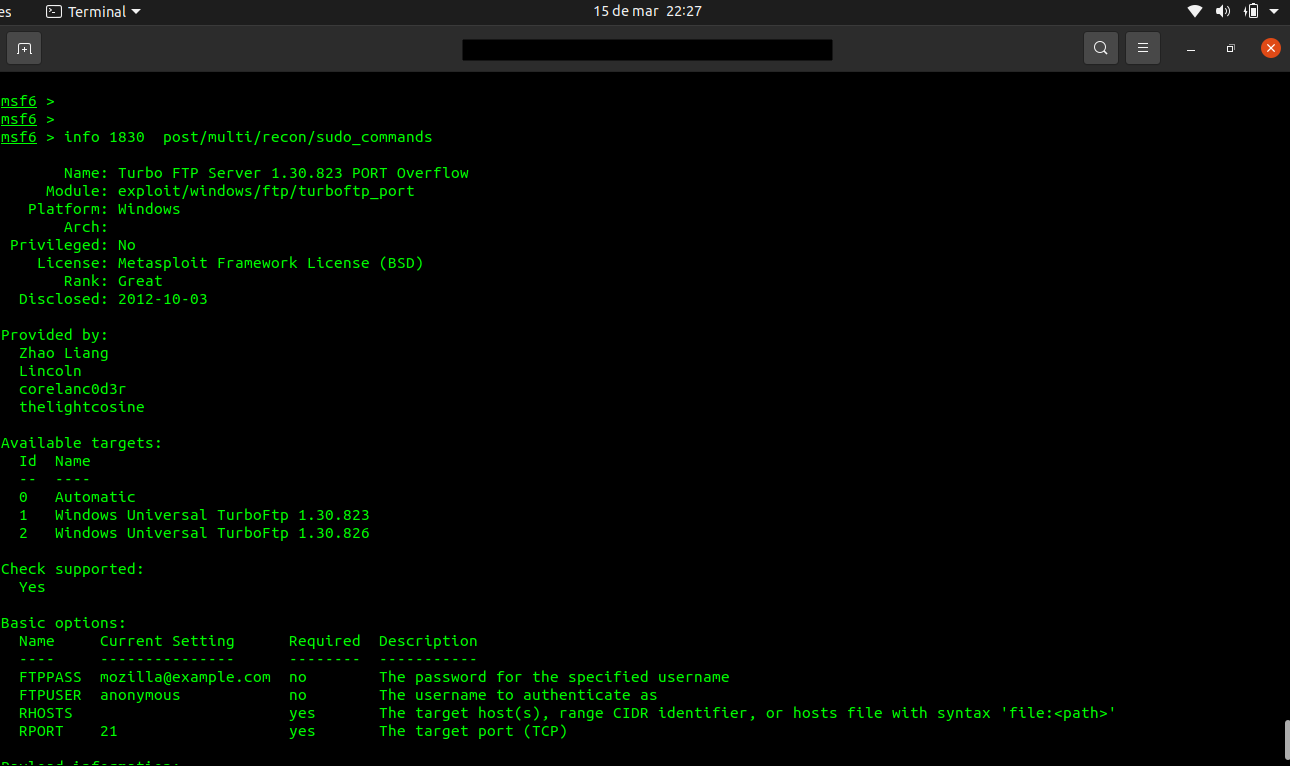 es Terminal 15 de mar 22:27
msf6 >
msf6 >
msf6 > info 1830  post/multi/recon/sudo_commands
Name: Turbo FTP Server 1.30.823 PORT Overflow
Module: exploit/windows/ftp/turboftp_port
Platform: Windows
Arch:
Privileged: No
License: Metasploit Framework License (BSD)
Rank: Great
Disclosed: 2012-10-03
Provided by:
Zhao Liang
Lincoln
corelanc0d3r
thelightcosine
Available targets:
Id  Name
--  ----
0   Automatic
1   Windows Universal TurboFtp 1.30.823
2   Windows Universal TurboFtp 1.30.826
Check supported:
Yes
Basic options:
Name     Current Setting      Required  Description
----     ---------------      --------  -----------
FTPPASS  mozilla@example.com  no        The password for the specified username
FTPUSER  anonymous            no        The username to authenticate as
RHOSTS                        yes       The target host(s), range CIDR identifier, or hosts file with syntax 'file:<path>'
RPORT    21                   yes       The target port (TCP)
Payload information: